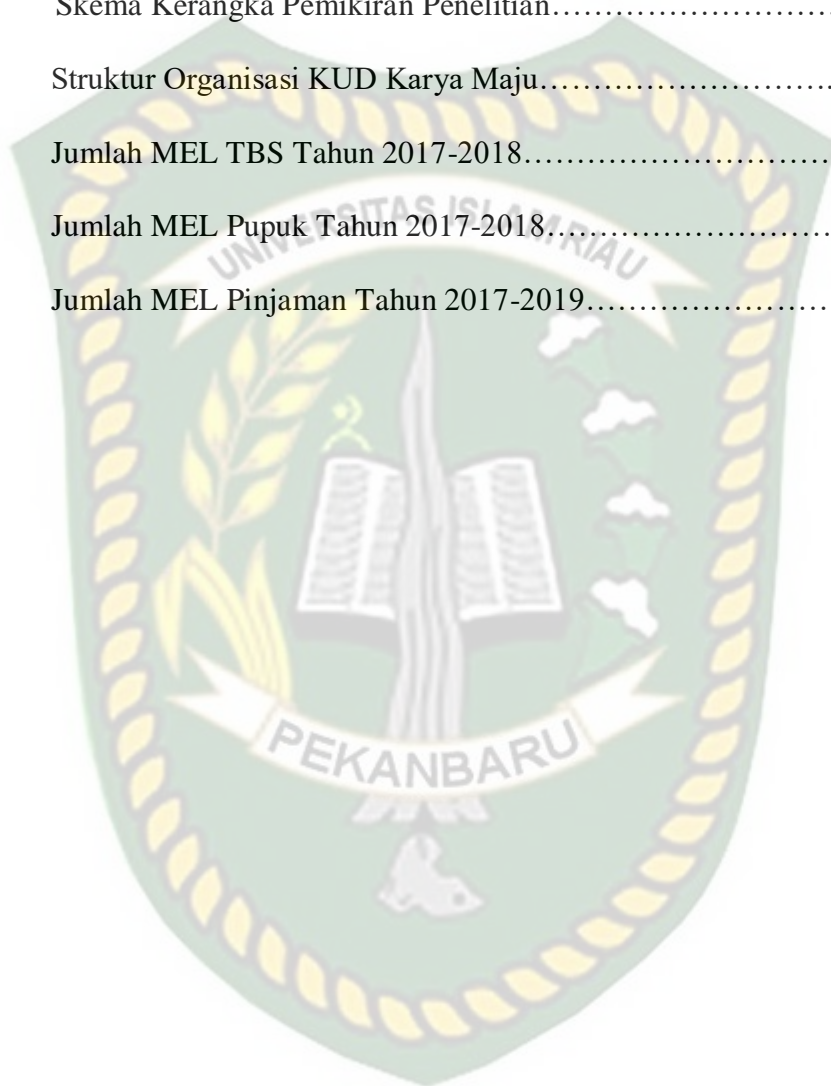 Skema Kerangka Pemikiran Penelitian…………………………
Struktur Organisasi KUD Karya Maju………………………..
Jumlah MEL TBS Tahun 2017-2018…………………………
UNIVERSITAS ISLAM RIAU
Jumlah MEL Pupuk Tahun 2017-2018………………………
Jumlah MEL Pinjaman Tahun 2017-2019……………………
PEKANBARU